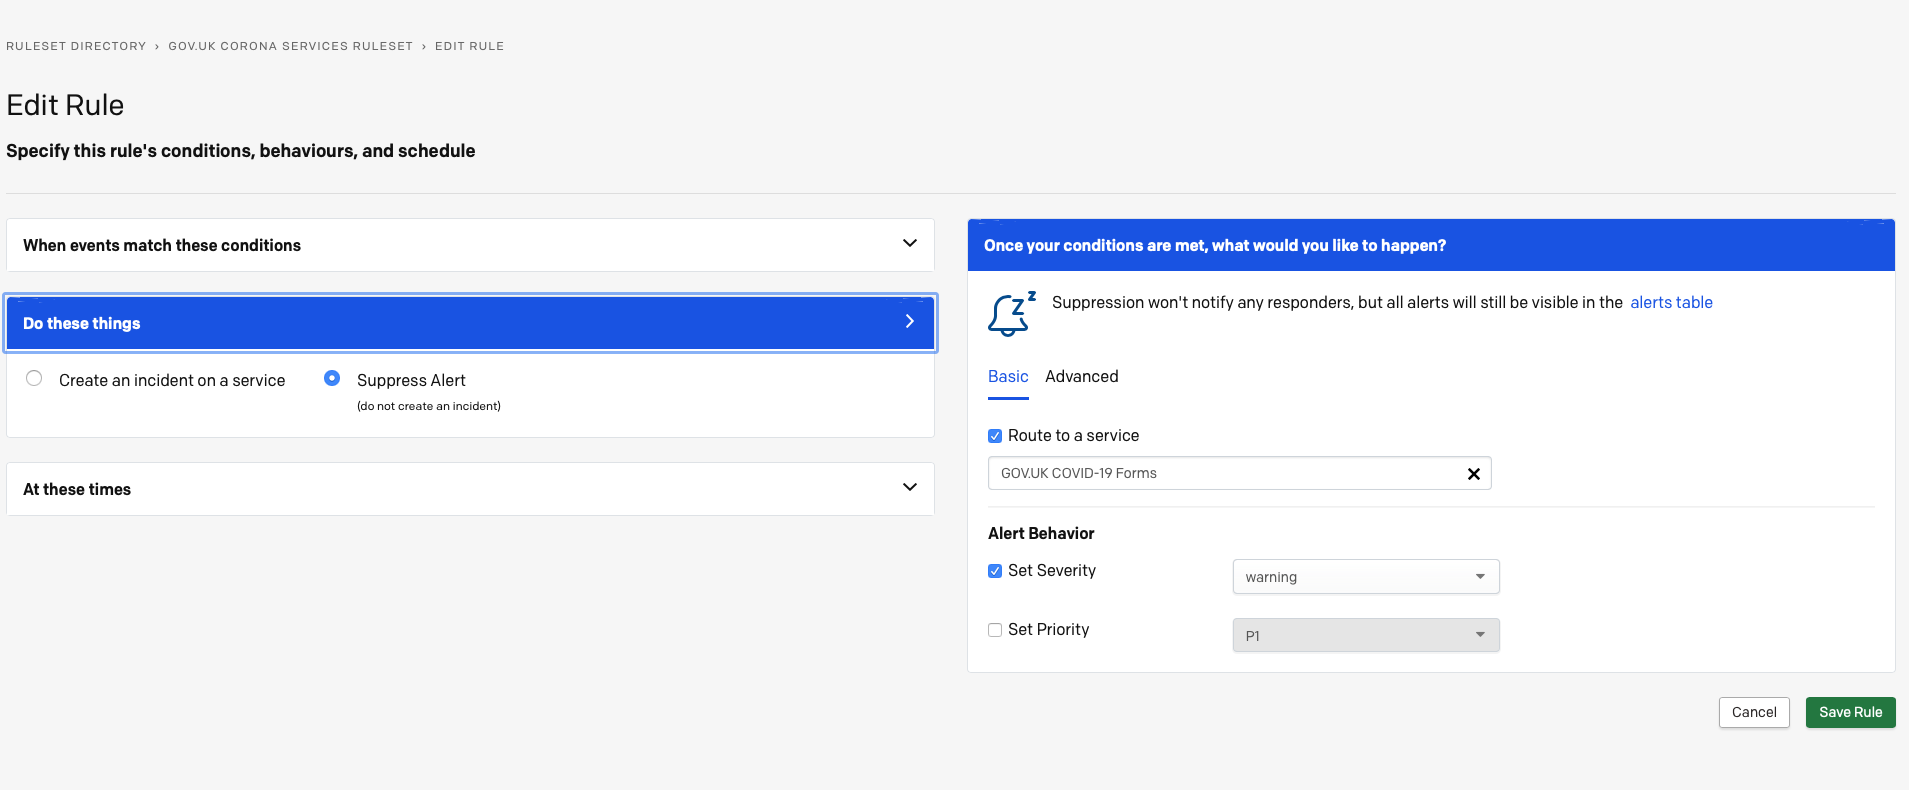 RULESET DIRECTORY › GOV.UK CORONA SERVICES RULESET › EDIT RULE
Edit Rule
Specify this rule's conditions, behaviours, and schedule
When events match these conditions
Do these things
Create an incident on a service
Suppress Alert
(do not create an incident)
At these times
Once your conditions are met, what would you like to happen?
Suppression won't notify any responders, but all alerts will still be visible in the alerts table
Basic Advanced
Route to a service
GOV.UK COVID-19 Forms
Alert Behavior
Set Severity warning
Set Priority P1
Cancel Save Rule